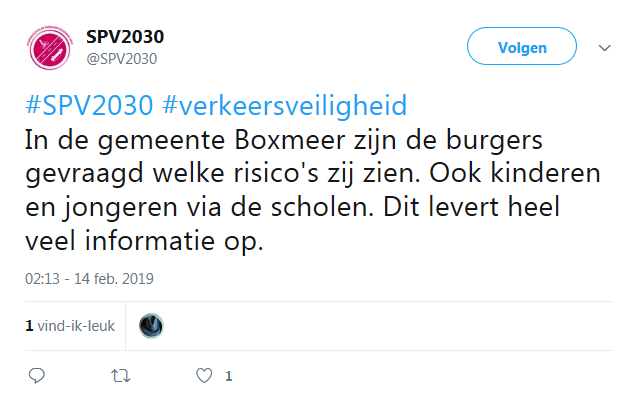 SPV2030
@SPV2030
Volgen
#SPV2030 #verkeersveiligheid
In de gemeente Boxmeer zijn de burgers
gevraagd welke risico's zij zien. Ook kinderen
en jongeren via de scholen. Dit levert heel
veel informatie op.
02:13 - 14 feb. 2019
1 vind-ik-leuk
1